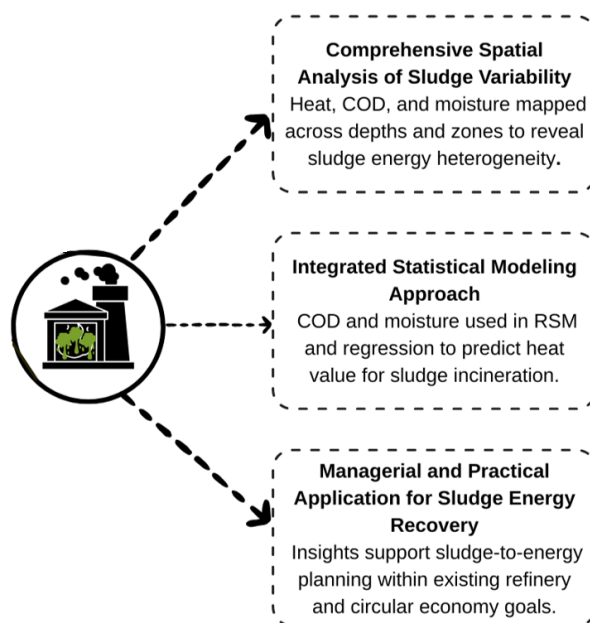 Comprehensive Spatial
Analysis of Sludge Variability
Heat, COD, and moisture mapped
across depths and zones to reveal
sludge energy heterogeneity.
Integrated Statistical Modeling
Approach
COD and moisture used in RSM
and regression to predict heat
value for sludge incineration.
Managerial and Practical
Application for Sludge Energy
Recovery
Insights support sludge-to-energy
planning within existing refinery
and circular economy goals.